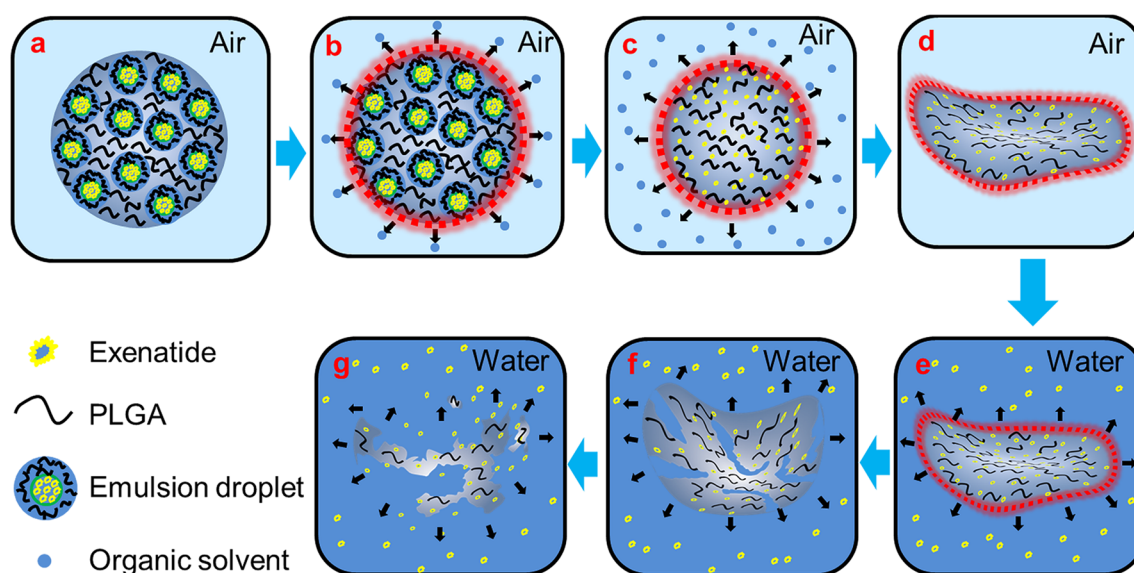 a
Air
b
Air
c
Air
d
Air
Exenatide
PLGA
Emulsion droplet
Organic solvent
g
Water
f
Water
e
Water